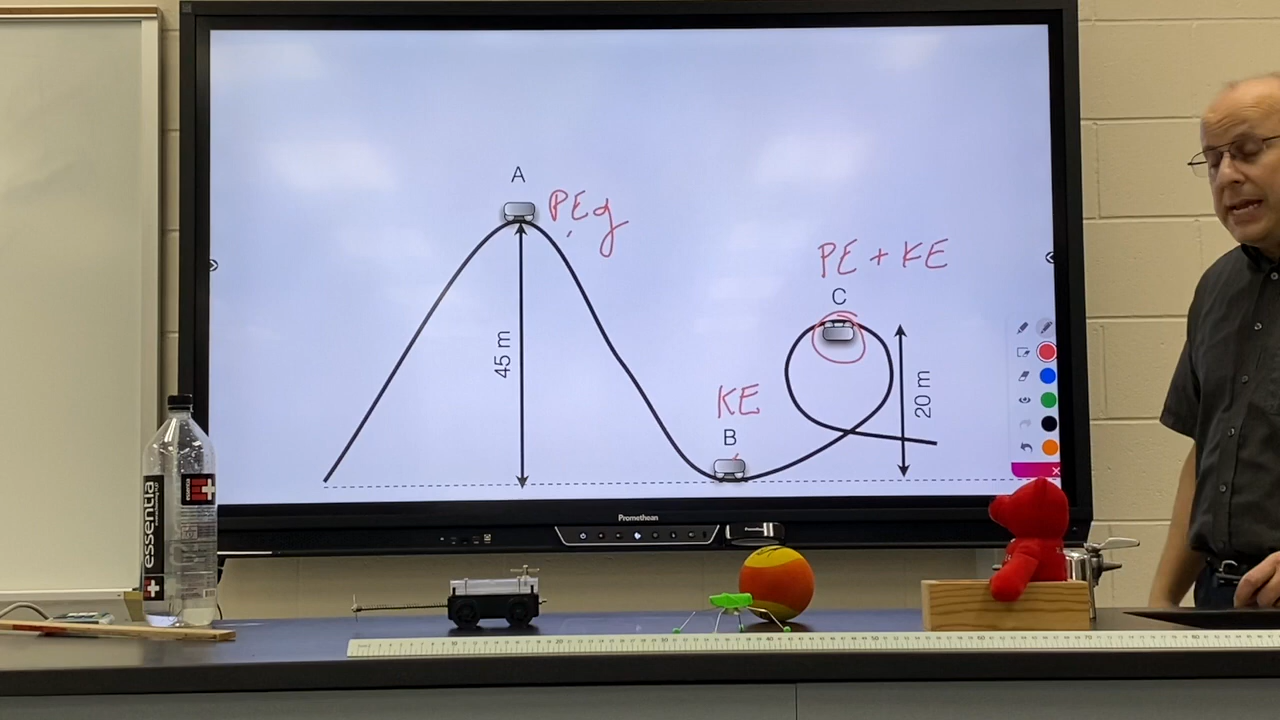 A
PEg
PE + KE
C
45 m
20 m
KE
B
Promethean
essentia